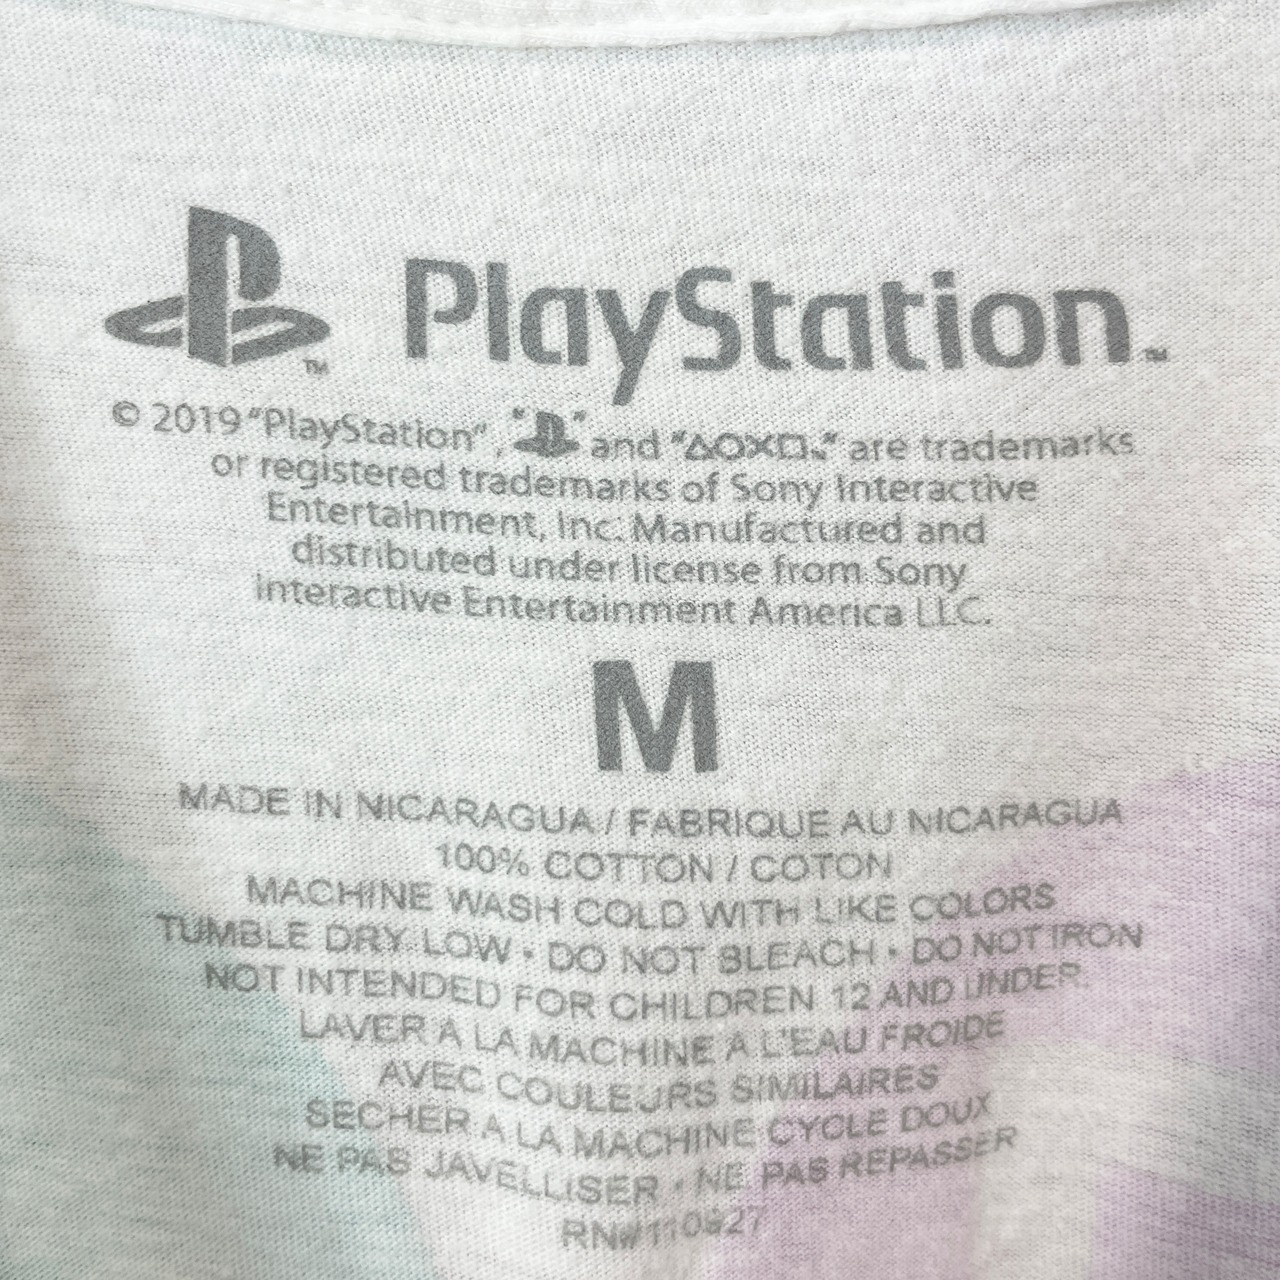 PlayStation™
© 2019 "PlayStation", "" and "△○×□" are trademarks
or registered trademarks of Sony Interactive
Entertainment, Inc. Manufactured and
distributed under license from Sony
Interactive Entertainment America LLC.
M
MADE IN NICARAGUA / FABRIQUE AU NICARAGUA
100% COTTON / COTON
MACHINE WASH COLD WITH LIKE COLORS
TUMBLE DRY LOW • DO NOT BLEACH • DO NOT IRON
NOT INTENDED FOR CHILDREN 12 AND UNDER.
LAVER A LA MACHINE A L'EAU FROIDE
AVEC COULEURS SIMILAIRES
SECHER A LA MACHINE CYCLE DOUX
NE PAS JAVELLISER • NE PAS REPASSER